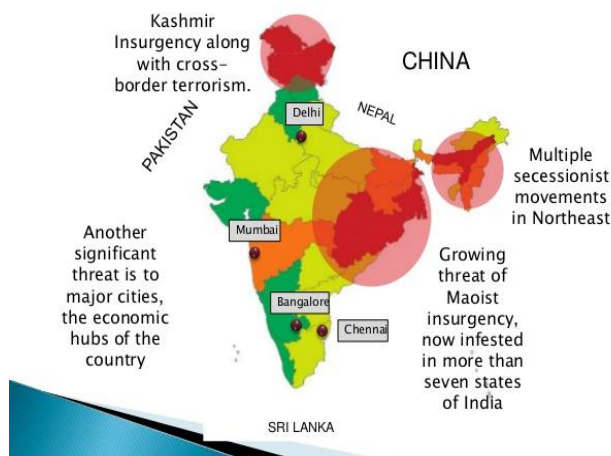 Kashmir
Insurgency along
with cross-
border terrorism.
CHINA
NEPAL
PAKISTAN
Delhi
Multiple
secessionist
movements
in Northeast
Another
significant
threat is to
major cities,
the economic
hubs of the
country
Mumbai
Growing
threat of
Maoist
insurgency,
now infested
in more than
seven states
of India
Bangalore
Chennai
SRI LANKA